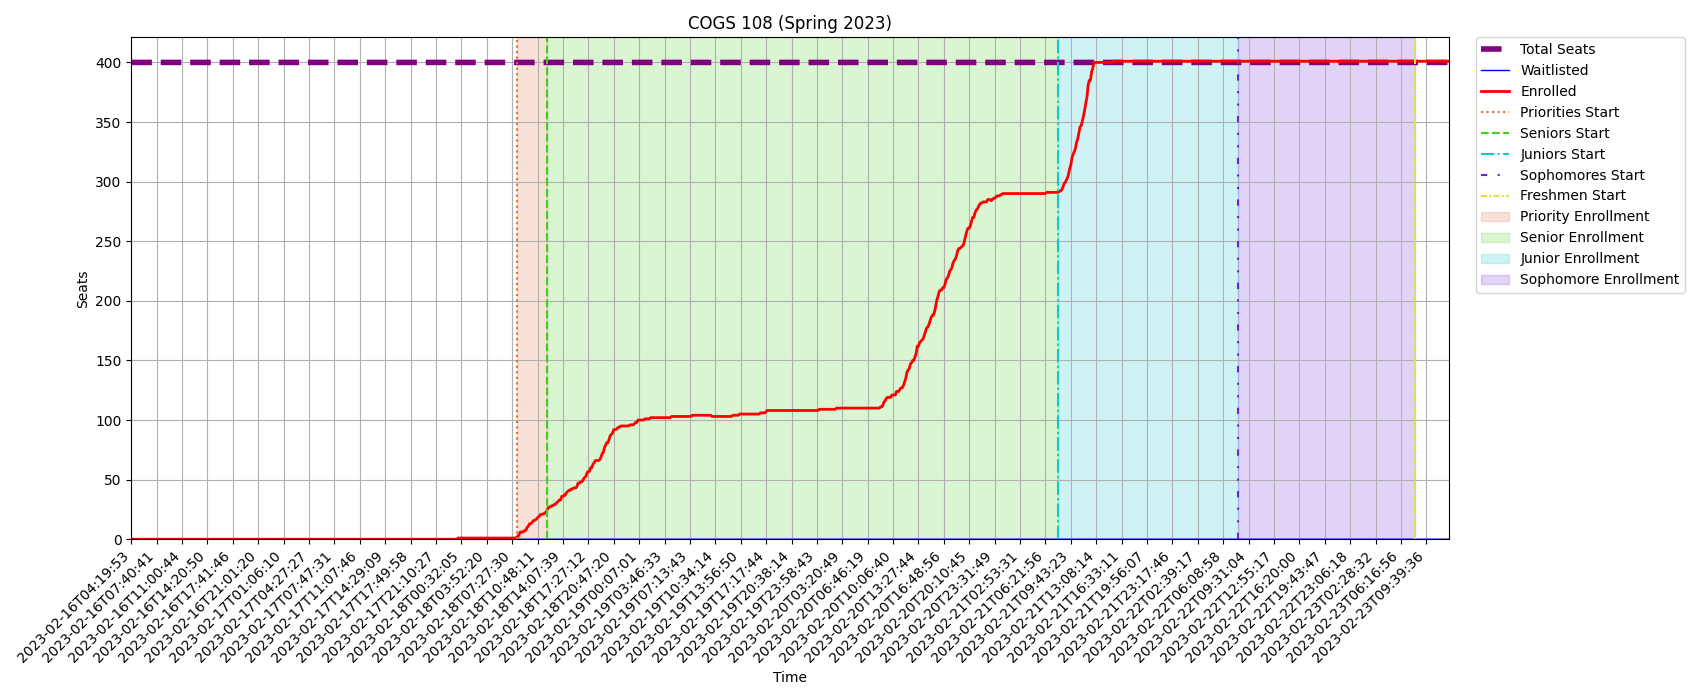 COGS 108 (Spring 2023)
400
350
300
250
200
150
100
50
0
Seats
2023-02-16T04:19:53
2023-02-16T07:40:41
2023-02-16T11:00:44
2023-02-16T14:20:50
2023-02-16T17:41:46
2023-02-16T21:01:20
2023-02-17T01:06:10
2023-02-17T04:27:27
2023-02-17T07:47:31
2023-02-17T11:07:46
2023-02-17T14:29:09
2023-02-17T17:49:58
2023-02-17T21:10:27
2023-02-18T00:32:05
2023-02-18T03:52:20
2023-02-18T07:27:30
2023-02-18T10:48:11
2023-02-18T14:07:39
2023-02-18T17:27:12
2023-02-18T20:47:20
2023-02-19T00:07:01
2023-02-19T03:46:33
2023-02-19T07:13:43
2023-02-19T10:34:14
2023-02-19T13:56:50
2023-02-19T17:17:44
2023-02-19T20:38:14
2023-02-19T23:58:43
2023-02-20T03:20:49
2023-02-20T06:46:19
2023-02-20T10:06:40
2023-02-20T13:27:44
2023-02-20T16:48:56
2023-02-20T20:10:45
2023-02-20T23:31:49
2023-02-21T02:53:31
2023-02-21T06:21:56
2023-02-21T09:43:23
2023-02-21T13:08:14
2023-02-21T16:33:11
2023-02-21T19:56:07
2023-02-21T23:17:46
2023-02-22T02:39:17
2023-02-22T06:08:58
2023-02-22T09:31:04
2023-02-22T12:55:17
2023-02-22T16:20:00
2023-02-22T19:43:47
2023-02-22T23:06:18
2023-02-23T02:28:32
2023-02-23T06:16:56
2023-02-23T09:39:36
Time
Total Seats
Waitlisted
Enrolled
Priorities Start
Seniors Start
Juniors Start
Sophomores Start
Freshmen Start
Priority Enrollment
Senior Enrollment
Junior Enrollment
Sophomore Enrollment